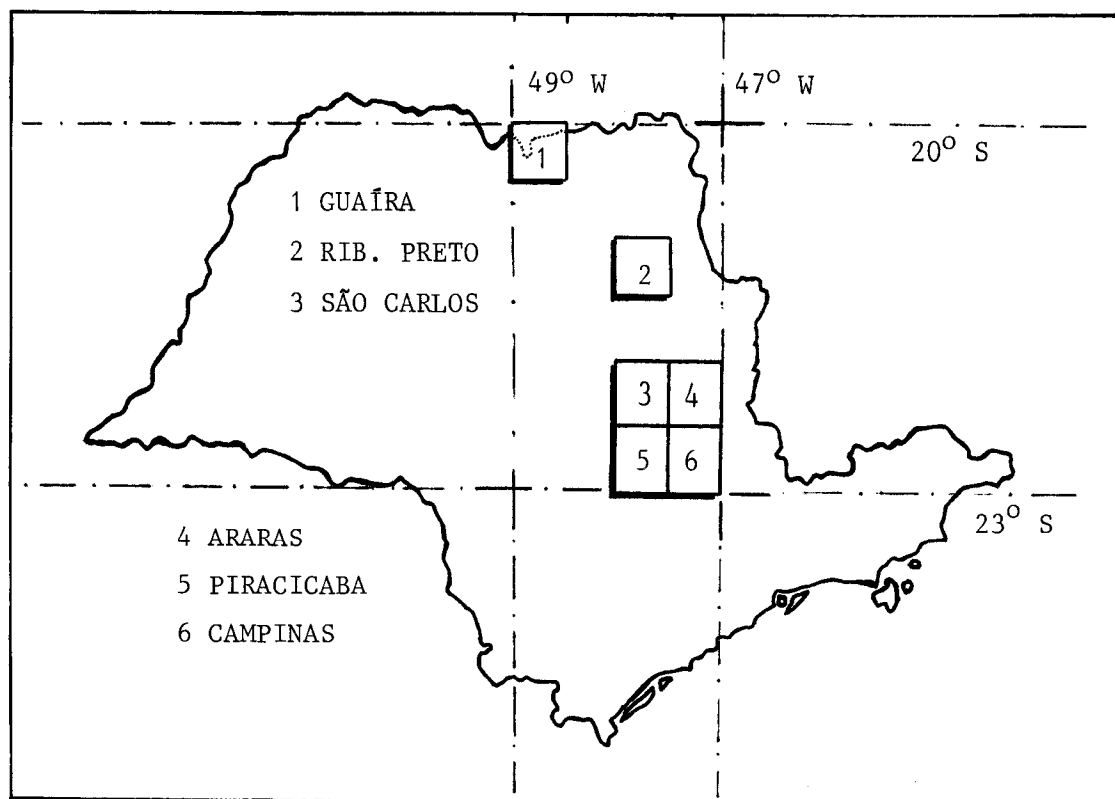 49° W
47° W
20° S
1
1 GUAÍRA
2 RIB. PRETO
3 SÃO CARLOS
2
3 4
5 6
23° S
4 ARARAS
5 PIRACICABA
6 CAMPINAS